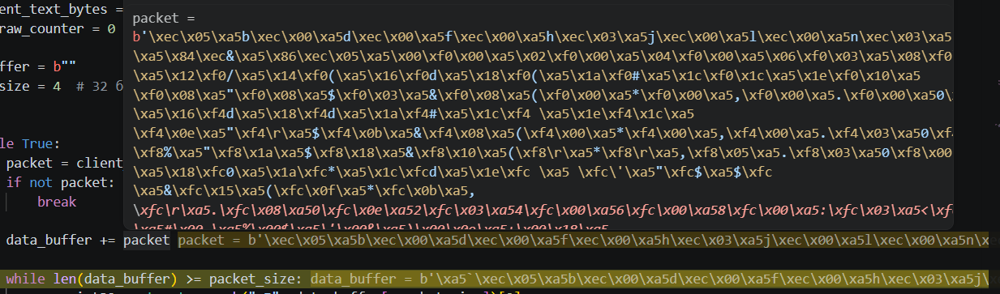 ent_text_bytes =
raw_counter = 0
ffer = b""
size = 4 # 32 б
le True:
packet = client
if not packet:
break
packet =
b'\xec\x05\xa5b\xec\x00\xa5d\xec\x00\xa5f\xec\x00\xa5h\xec\x03\xa5j\xec\x00\xa5l\xec\x00\xa5n\xec\x03\xa5
\xa5\x84\xec&\xa5\x86\xec\x05\xa5\x00\xf0\x00\xa5\x02\xf0\x00\xa5\x04\xf0\x00\xa5\x06\xf0\x03\xa5\x08\xf0
\xa5\x12\xf0/\xa5\x14\xf0(\xa5\x16\xf0d\xa5\x18\xf0(\xa5\x1a\xf0#\xa5\x1c\xf0\x1c\xa5\x1e\xf0\x10\xa5
\xf0\x08\xa5"\xf0\x08\xa5$\xf0\x03\xa5&\xf0\x08\xa5(\xf0\x00\xa5*\xf0\x00\xa5,\xf0\x00\xa5.\xf0\x00\xa50\x
\xa5\x16\xf4d\xa5\x18\xf4d\xa5\x1a\xf4#\xa5\x1c\xf4 \xa5\x1e\xf4\x1c\xa5
\xf4\x0e\xa5"\xf4\r\xa5$\xf4\x0b\xa5&\xf4\x08\xa5(\xf4\x00\xa5*\xf4\x00\xa5,\xf4\x00\xa5.\xf4\x03\xa50\xf4
\xf8%\xa5"\xf8\x1a\xa5$\xf8\x18\xa5&\xf8\x10\xa5(\xf8\r\xa5*\xf8\r\xa5,\xf8\x05\xa5.\xf8\x03\xa50\xf8\x00
\xa5\x18\xfc0\xa5\x1a\xfc*\xa5\x1c\xfcd\xa5\x1e\xfc \xa5 \xfc\'\xa5"\xfc$\xa5$\xfc
\xa5&\xfc\x15\xa5(\xfc\x0f\xa5*\xfc\x0b\xa5,
\xfc\r\xa5.\xfc\x08\xa50\xfc\x0e\xa52\xfc\x03\xa54\xfc\x00\xa56\xfc\x00\xa58\xfc\x00\xa5:\xfc\x03\xa5<\xf
data_buffer += packet packet = b'\xec\x05\xa5b\xec\x00\xa5d\xec\x00\xa5f\xec\x00\xa5h\xec\x03\xa5j\xec\x00\xa5l\xec\x00\xa5n\x
while len(data_buffer) >= packet_size: data_buffer = b'\xa5`\xec\x05\xa5b\xec\x00\xa5d\xec\x00\xa5f\xec\x00\xa5h\xec\x03\xa5j\